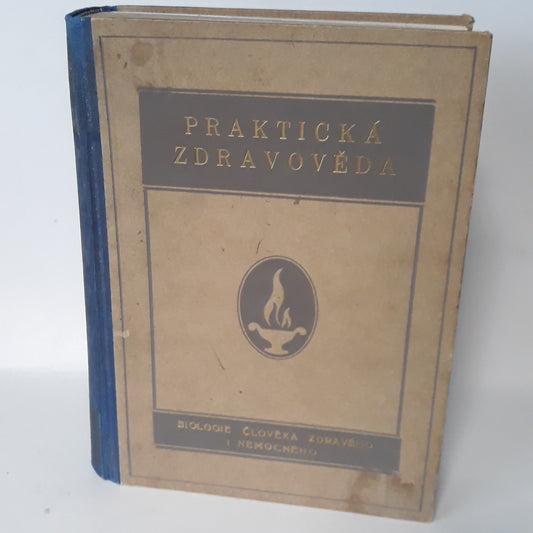 PRAKTICKÁ
ZDRAVOVĚDA
BIOLOGIE ČLOVĚKA ZDRAVÉHO
I NEMOCNÉHO